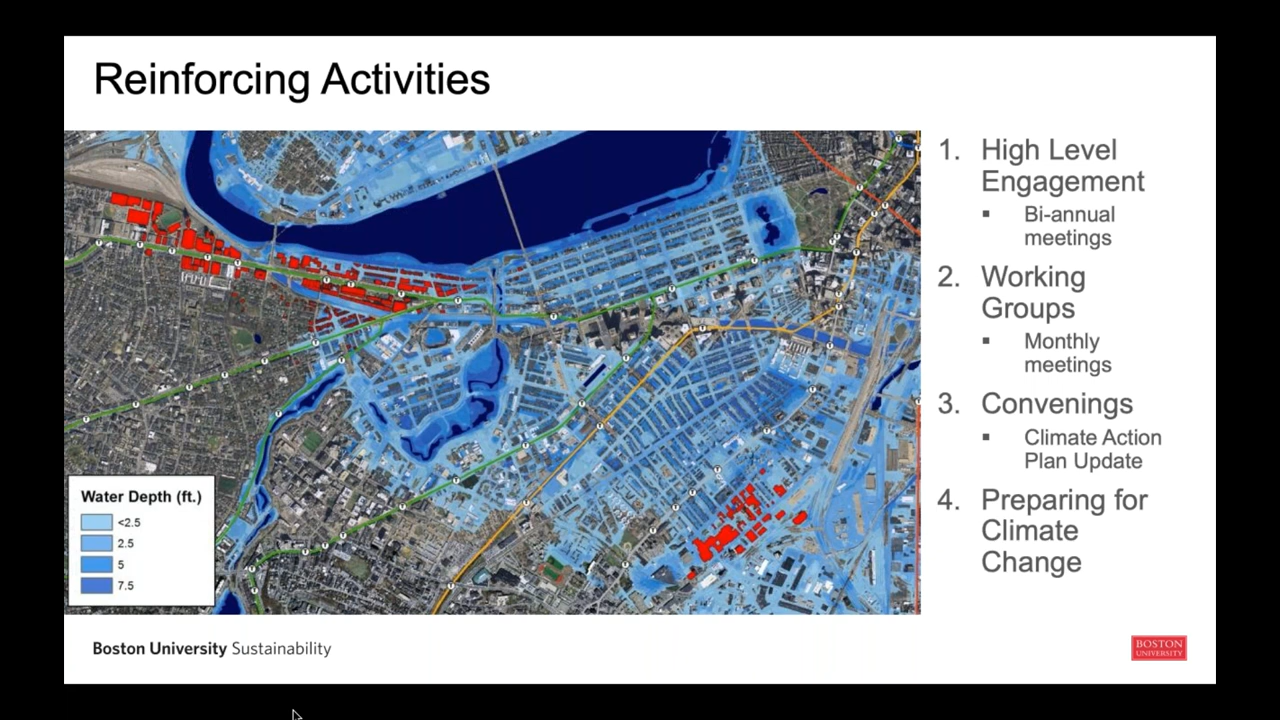 Reinforcing Activities
1. High Level
Engagement
▪ Bi-annual
meetings
2. Working
Groups
▪ Monthly
meetings
3. Convenings
▪ Climate Action
Plan Update
4. Preparing for
Climate
Change
Water Depth (ft.)
<2.5
2.5
5
7.5
Boston University Sustainability
BOSTON
UNIVERSITY